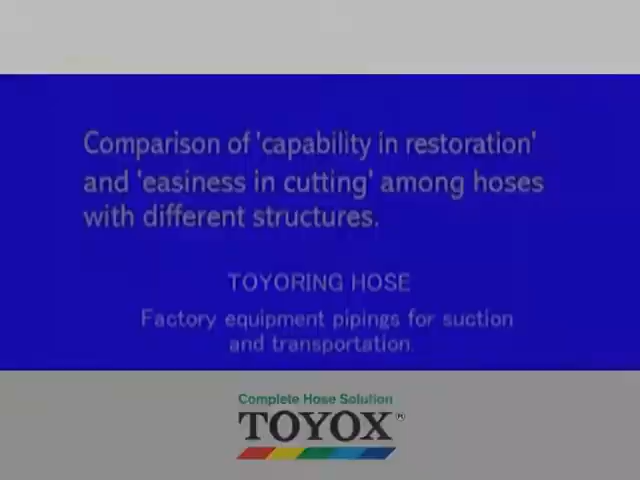 Comparison of 'capability in restoration'
and 'easiness in cutting' among hoses
with different structures.
TOYORING HOSE
Factory equipment pipings for suction
and transportation.
Complete Hose Solution
TOYOX®